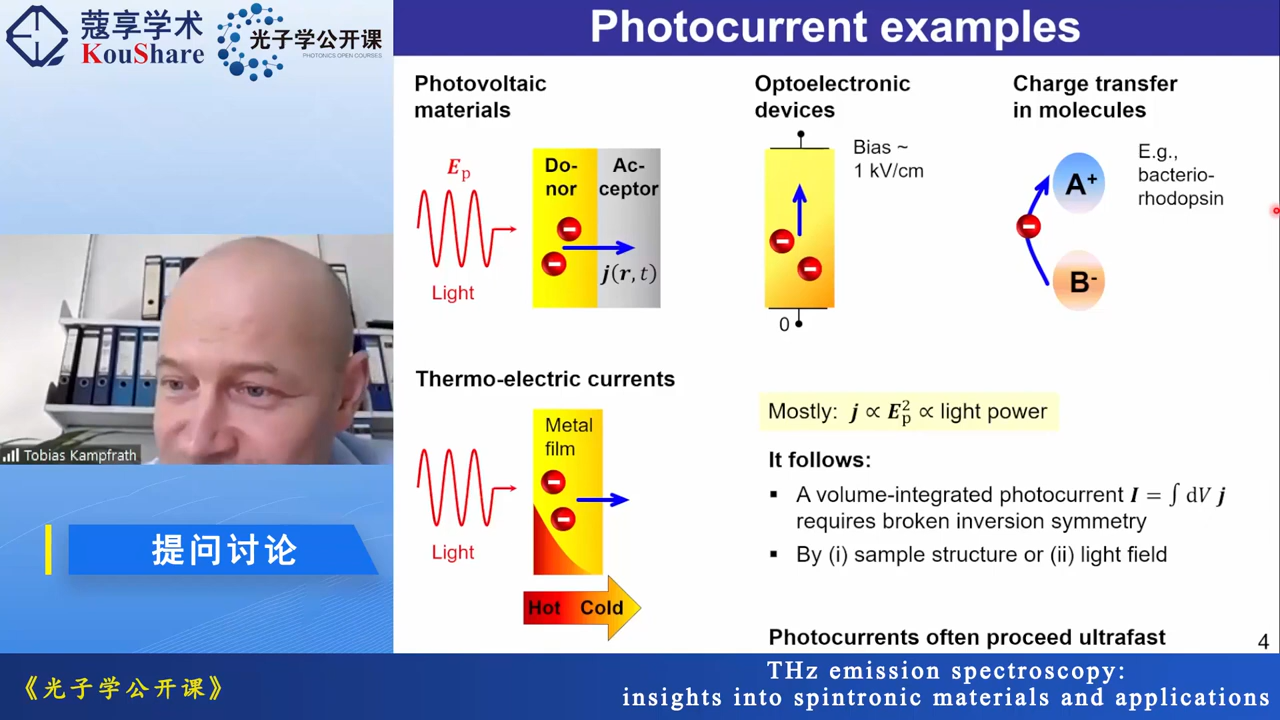 蔻享学术
KouShare
光子学公开课
PHOTONICS OPEN COURSES
Tobias Kampfrath
提问讨论
Photocurrent examples
Photovoltaic
materials
Eₚ
Light
Do-
nor
Ac-
ceptor
j(r, t)
Optoelectronic
devices
Bias ~
1 kV/cm
0
Charge transfer
in molecules
A⁺
B⁻
E.g.,
bacterio-
rhodopsin
Thermo-electric currents
Light
Metal
film
Hot Cold
Mostly: j ∝ Eₚ² ∝ light power
It follows:
▪ A volume-integrated photocurrent I = ∫ dV j
requires broken inversion symmetry
▪ By (i) sample structure or (ii) light field
Photocurrents often proceed ultrafast
4
《光子学公开课》
THz emission spectroscopy:
insights into spintronic materials and applications